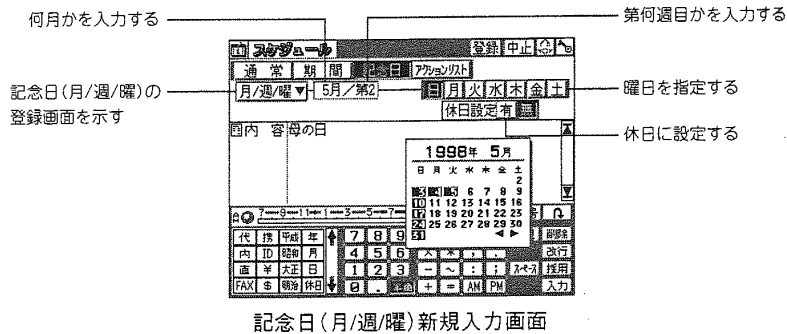 何月かを入力する
第何週目かを入力する
スケジュール
登録 中止
通 常 期 間 記念日 アクションリスト
月/週/曜▼ 5月/第2 日 月 火 水 木 金 土
曜日を指定する
記念日(月/週/曜)の
登録画面を示す
休日設定 有 無
休日に設定する
内 容 母の日
1998年 5月
日 月 火 水 木 金 土
1 2
3 4 5 6 7 8 9
10 11 12 13 14 15 16
17 18 19 20 21 22 23
24 25 26 27 28 29 30
31 ◀ ▶
7 9 11 1 3 5 7
代 携 平成 年 7 8 9 削除
内 ID 昭和 月 4 5 6 × * ; . 改行
直 ¥ 大正 日 1 2 3 - ~ : ; スペース 採用
FAX $ 明治 休日 0 . + = AM PM 入力
記念日(月/週/曜)新規入力画面